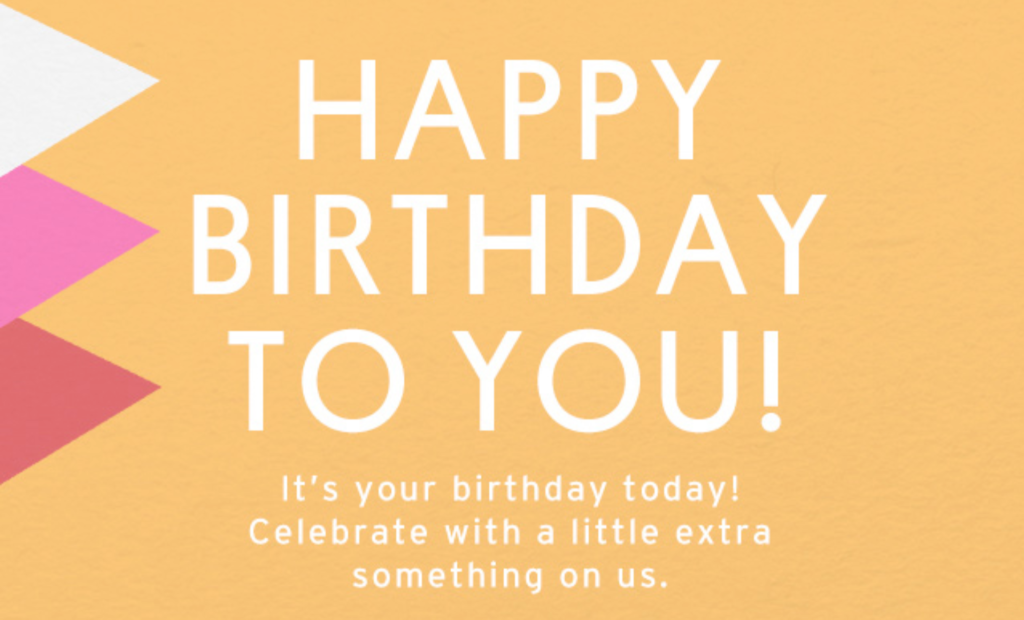 HAPPY
BIRTHDAY
TO YOU!
It's your birthday today!
Celebrate with a little extra
something on us.